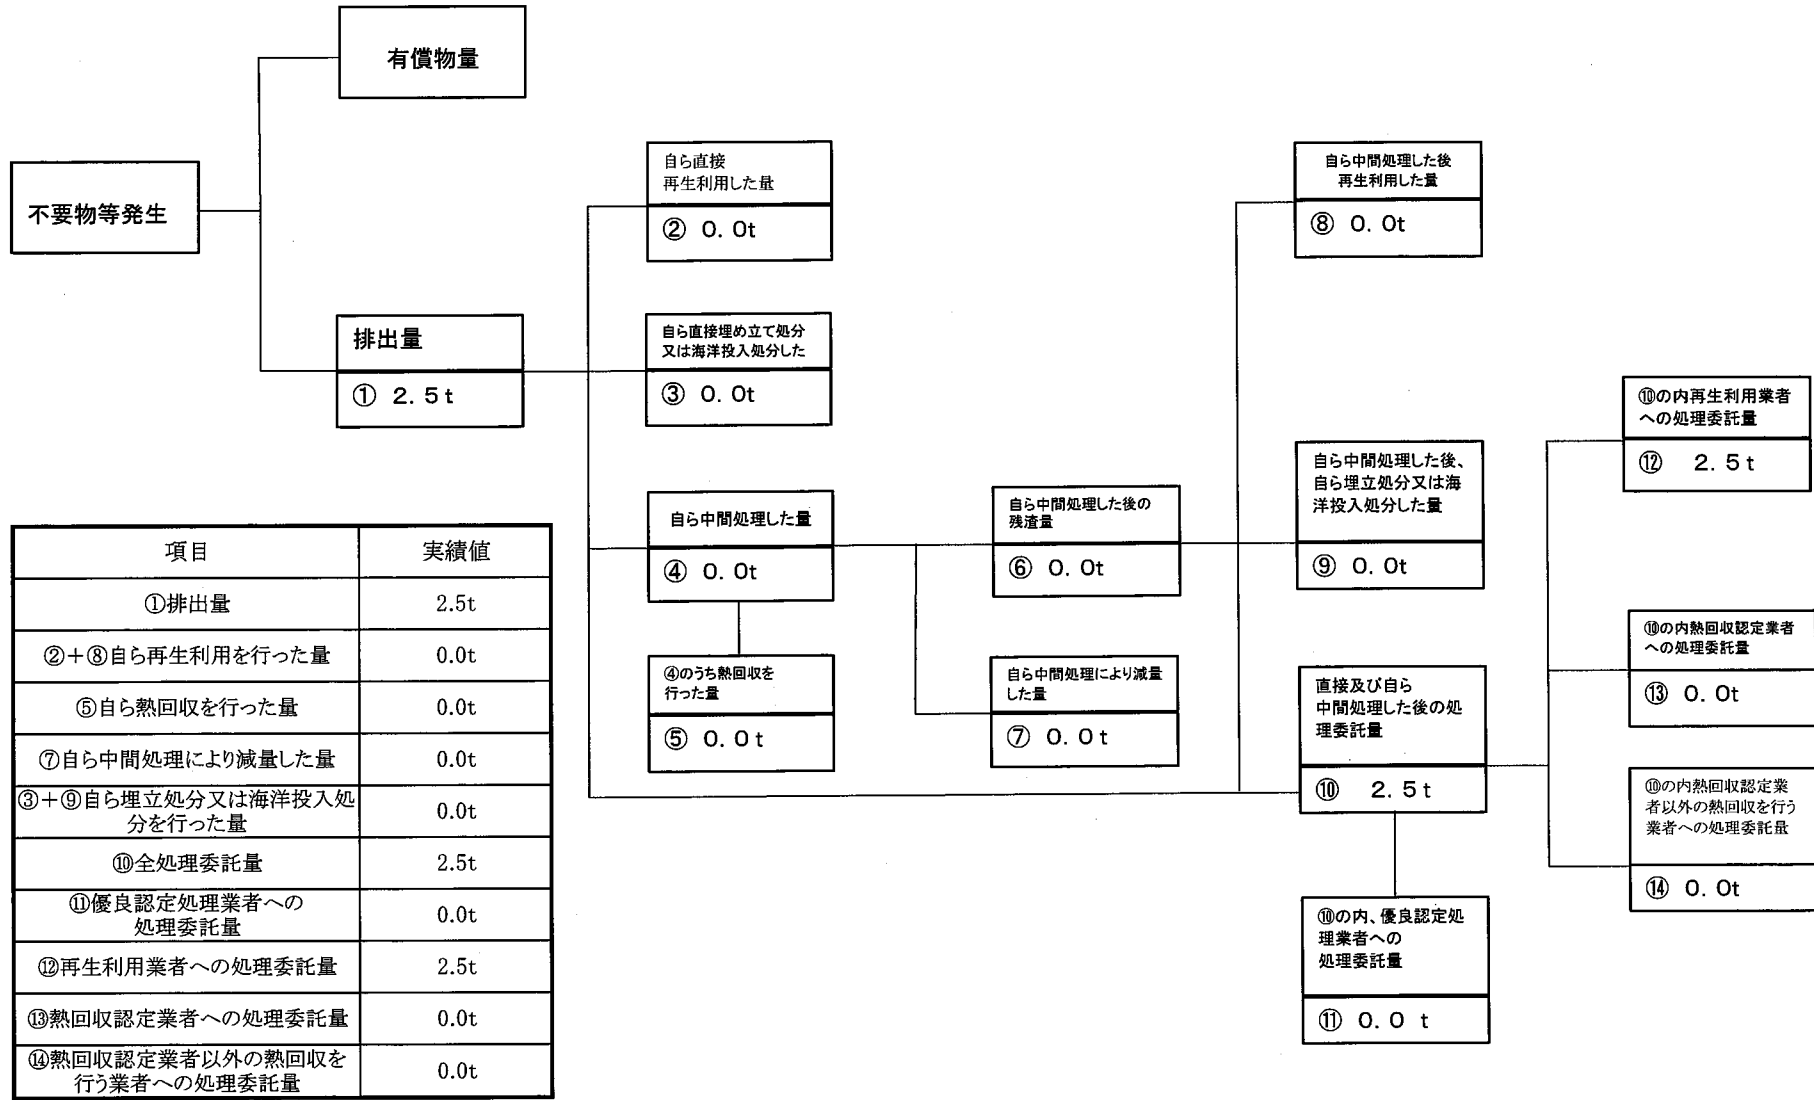 有償物量
不要物等発生
排出量
① 2.5t
自ら直接
再生利用した量
② 0.0t
自ら直接埋め立て処分
又は海洋投入処分した
③ 0.0t
自ら中間処理した量
④ 0.0t
④のうち熱回収を
行った量
⑤ 0.0t
自ら中間処理した後の
残渣量
⑥ 0.0t
自ら中間処理により減量
した量
⑦ 0.0t
自ら中間処理した後
再生利用した量
⑧ 0.0t
自ら中間処理した後、
自ら埋立処分又は海
洋投入処分した量
⑨ 0.0t
直接及び自ら
中間処理した後の処
理委託量
⑩ 2.5t
⑩の内、優良認定処
理業者への
処理委託量
⑪ 0.0 t
⑩の内再生利用業者
への処理委託量
⑫ 2.5t
⑩の内熱回収認定業者
への処理委託量
⑬ 0.0t
⑩の内熱回収認定業
者以外の熱回収を行う
業者への処理委託量
⑭ 0.0t
項目 実績値
①排出量 2.5t
②+⑧自ら再生利用を行った量 0.0t
⑤自ら熱回収を行った量 0.0t
⑦自ら中間処理により減量した量 0.0t
③+⑨自ら埋立処分又は海洋投入処
分を行った量 0.0t
⑩全処理委託量 2.5t
⑪優良認定処理業者への
処理委託量 0.0t
⑫再生利用業者への処理委託量 2.5t
⑬熱回収認定業者への処理委託量 0.0t
⑭熱回収認定業者以外の熱回収を
行う業者への処理委託量 0.0t